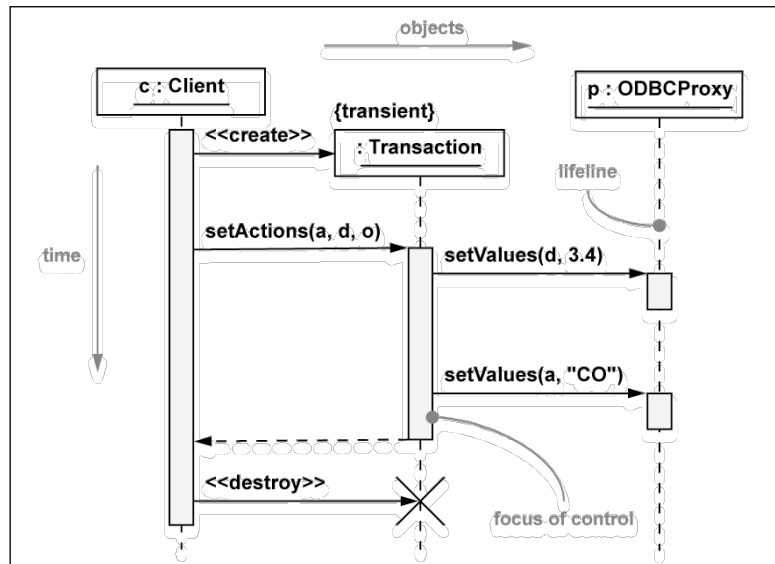 objects
c : Client
p : ODBCProxy
{transient}
<<create>>
: Transaction
lifeline
setActions(a, d, o)
time
setValues(d, 3.4)
setValues(a, "CO")
<<destroy>>
focus of control